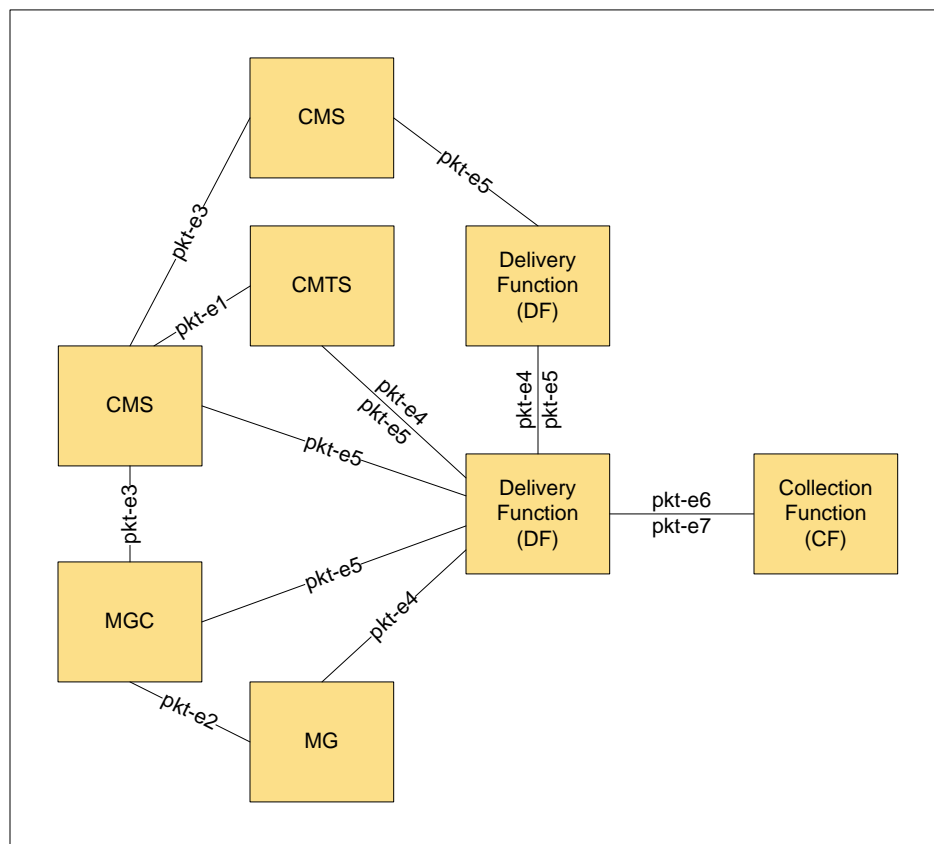 CMS
pkt-e5
pkt-e3
CMTS
Delivery
Function
(DF)
pkt-e1
pkt-e4
pkt-e5
pkt-e4
pkt-e5
CMS
pkt-e5
Delivery
Function
(DF)
pkt-e6
pkt-e7
Collection
Function
(CF)
pkt-e3
pkt-e5
MGC
pkt-e4
pkt-e2
MG